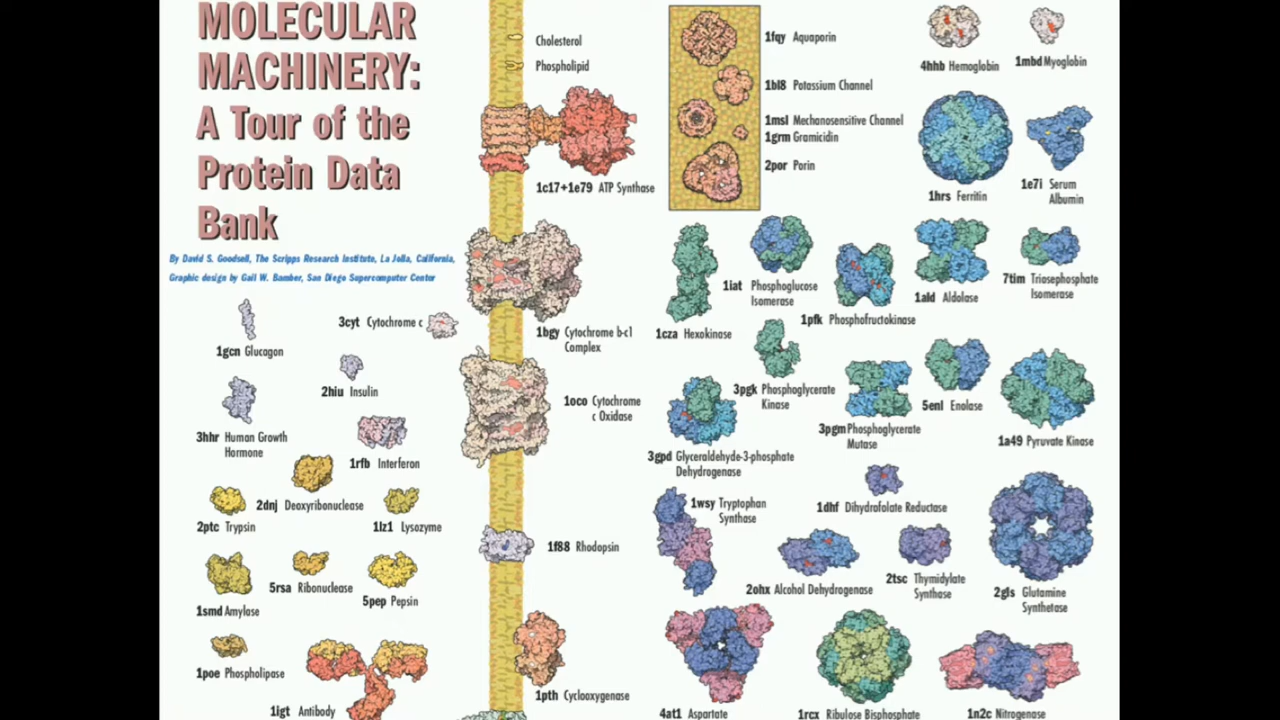 MOLECULAR
MACHINERY:
A Tour of the
Protein Data
Bank
By David S. Goodsell, The Scripps Research Institute, La Jolla, California,
Graphic design by Gail W. Bamber, San Diego Supercomputer Center
1gcn Glucagon
3cyt Cytochrome c
2hiu Insulin
3hhr Human Growth
Hormone
1rfb Interferon
2dnj Deoxyribonuclease
2ptc Trypsin
1lz1 Lysozyme
5rsa Ribonuclease
5pep Pepsin
1smd Amylase
1poe Phospholipase
1igt Antibody
Cholesterol
Phospholipid
1c17+1e79 ATP Synthase
1bgy Cytochrome b-c1
Complex
1oco Cytochrome
c Oxidase
1f88 Rhodopsin
1pth Cyclooxygenase
1fqy Aquaporin
1bl8 Potassium Channel
1msl Mechanosensitive Channel
1grm Gramicidin
2por Porin
4hhb Hemoglobin
1mbd Myoglobin
1hrs Ferritin
1e7i Serum
Albumin
1cza Hexokinase
1iat Phosphoglucose
Isomerase
1pfk Phosphofructokinase
1ald Aldolase
7tim Triosephosphate
Isomerase
3gpd Glyceraldehyde-3-phosphate
Dehydrogenase
3pgk Phosphoglycerate
Kinase
3pgm Phosphoglycerate
Mutase
5enl Enolase
1a49 Pyruvate Kinase
1wsy Tryptophan
Synthase
1dhf Dihydrofolate Reductase
2ohx Alcohol Dehydrogenase
2tsc Thymidylate
Synthase
2gls Glutamine
Synthetase
4at1 Aspartate
1rcx Ribulose Bisphosphate
1n2c Nitrogenase